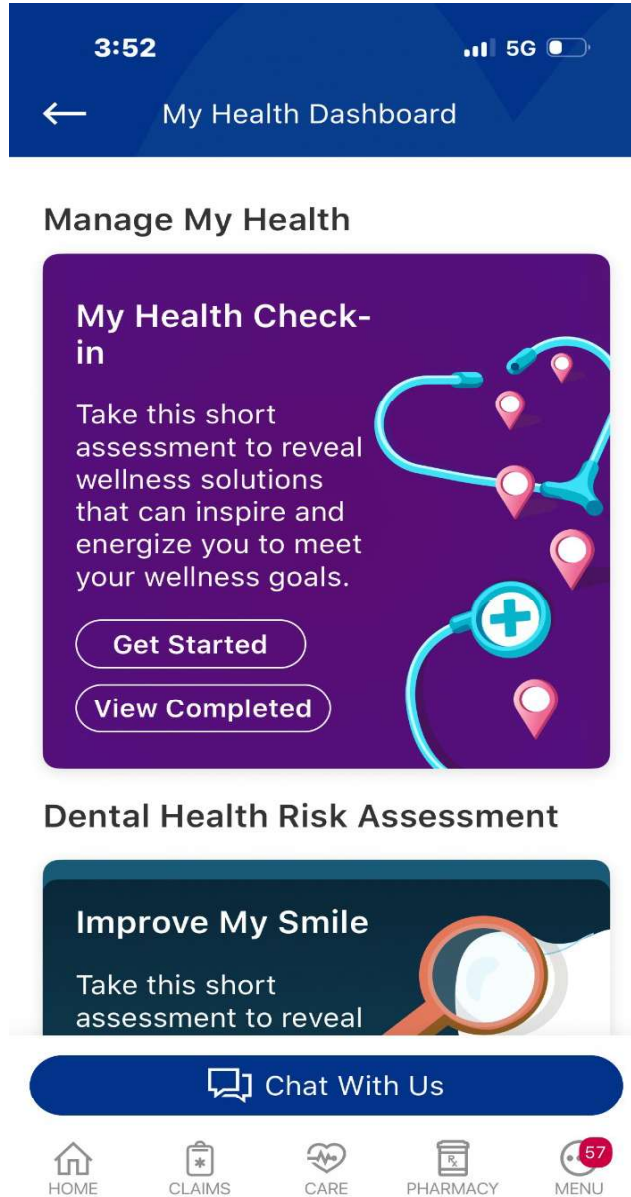 3:52 5G
My Health Dashboard
Manage My Health
My Health Check-
in
Take this short
assessment to reveal
wellness solutions
that can inspire and
energize you to meet
your wellness goals.
Get Started
View Completed
Dental Health Risk Assessment
Improve My Smile
Take this short
assessment to reveal
Chat With Us
Rx 57
HOME CLAIMS CARE PHARMACY MENU